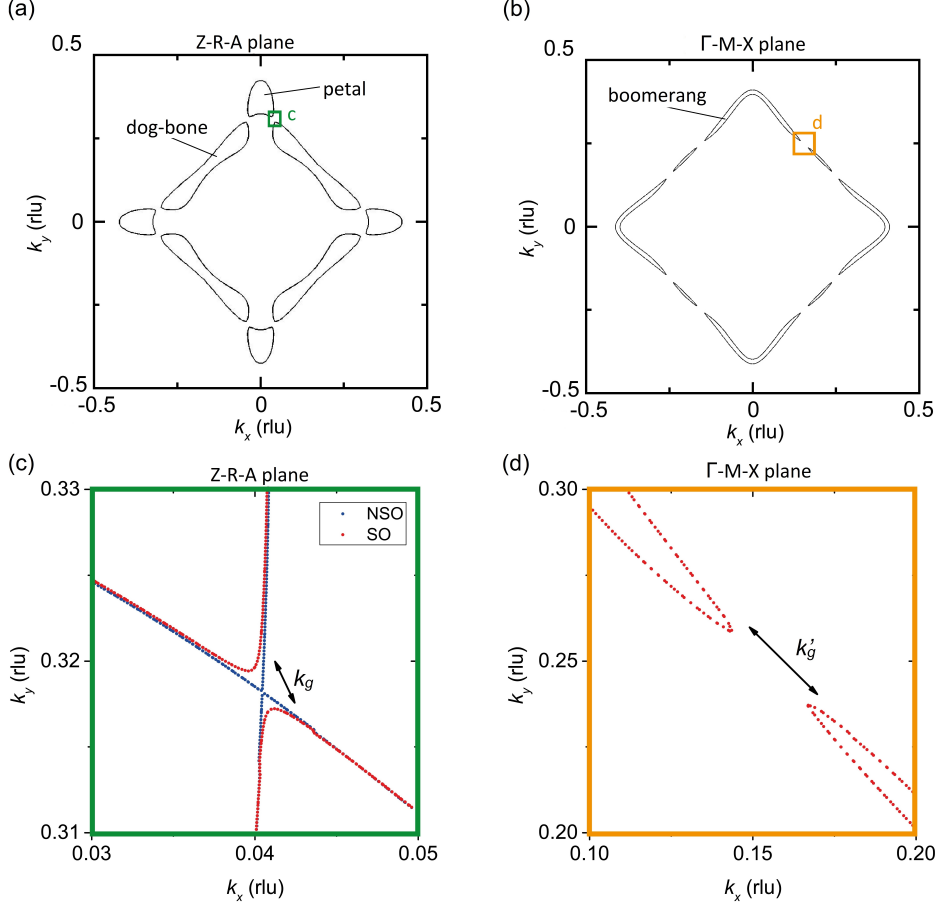 (a)
Z-R-A plane
0.5
petal
c
dog-bone
0
k_y (rlu)
-0.5
-0.5
0
0.5
k_x (rlu)
(b)
Γ-M-X plane
0.5
boomerang
d
0
k_y (rlu)
-0.5
-0.5
0
0.5
k_x (rlu)
(c)
Z-R-A plane
0.33
NSO
SO
0.32
k_g
k_y (rlu)
0.31
0.03
0.04
0.05
k_x (rlu)
(d)
Γ-M-X plane
0.30
k'_g
0.25
k_y (rlu)
0.20
0.10
0.15
0.20
k_x (rlu)